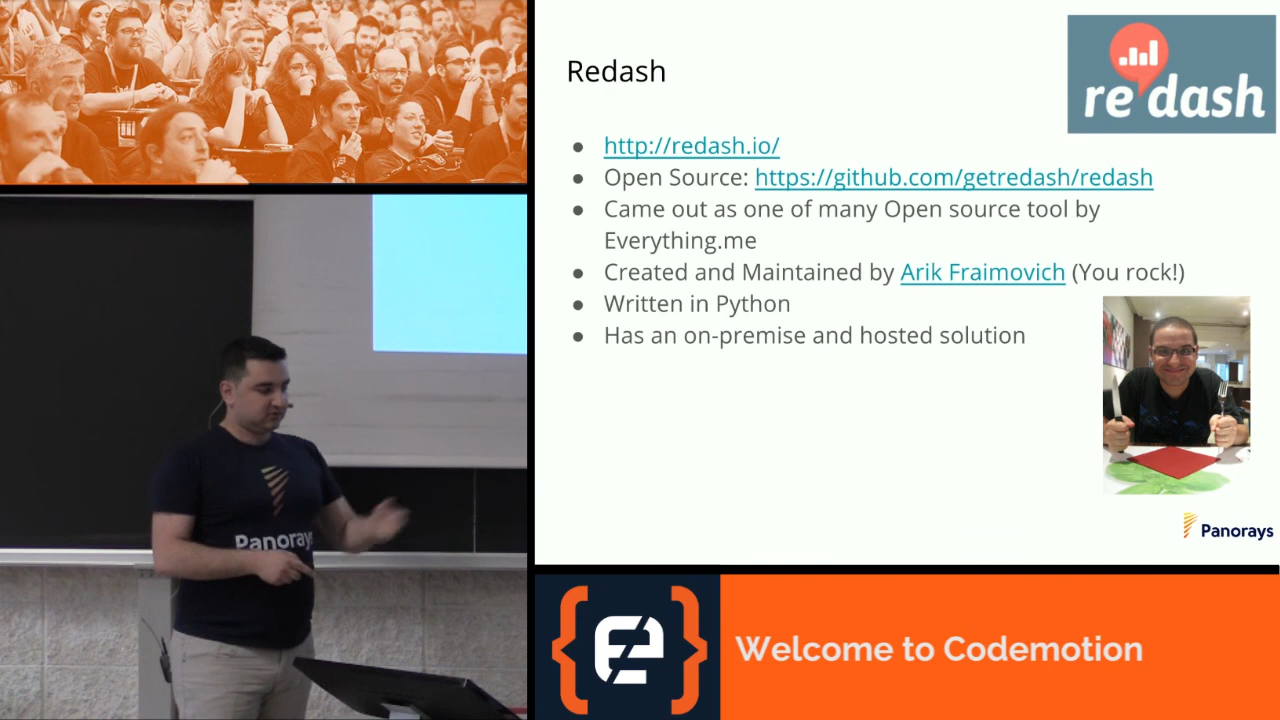 Redash
re dash
● http://redash.io/
● Open Source: https://github.com/getredash/redash
● Came out as one of many Open source tool by
Everything.me
● Created and Maintained by Arik Fraimovich (You rock!)
● Written in Python
● Has an on-premise and hosted solution
Panorays
Panorays
Welcome to Codemotion